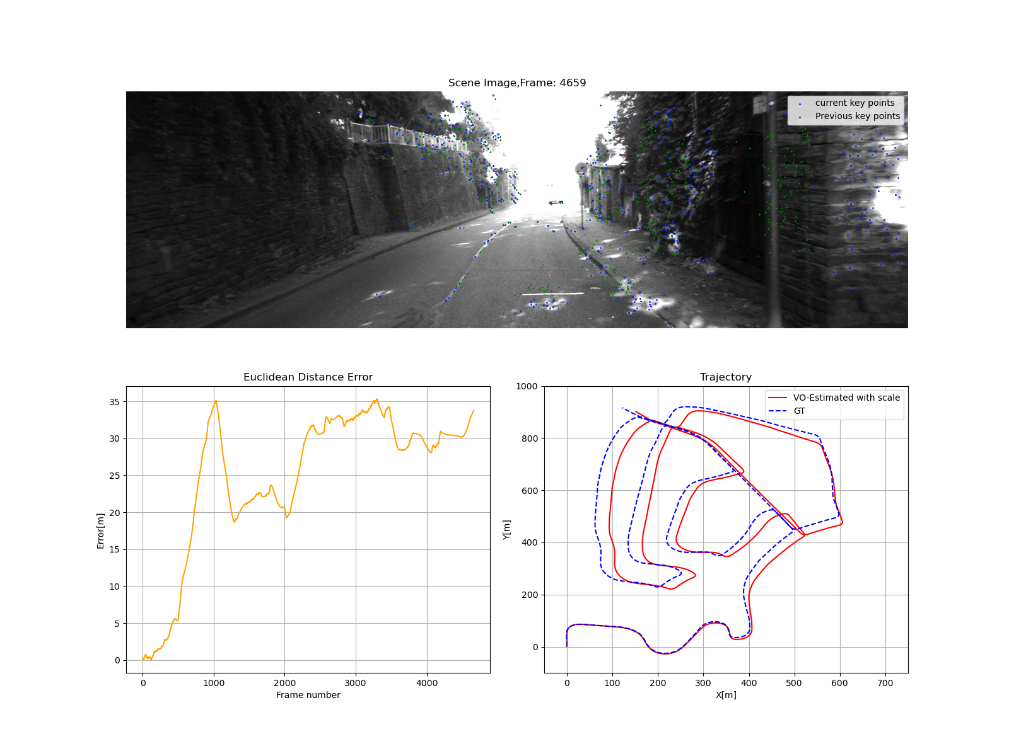 Scene Image,Frame: 4659
current key points
Previous key points
Euclidean Distance Error
Error[m]
35
30
25
20
15
10
5
0
0 1000 2000 3000 4000
Frame number
Trajectory
VO-Estimated with scale
GT
Y[m]
1000
800
600
400
200
0
0 100 200 300 400 500 600 700
X[m]